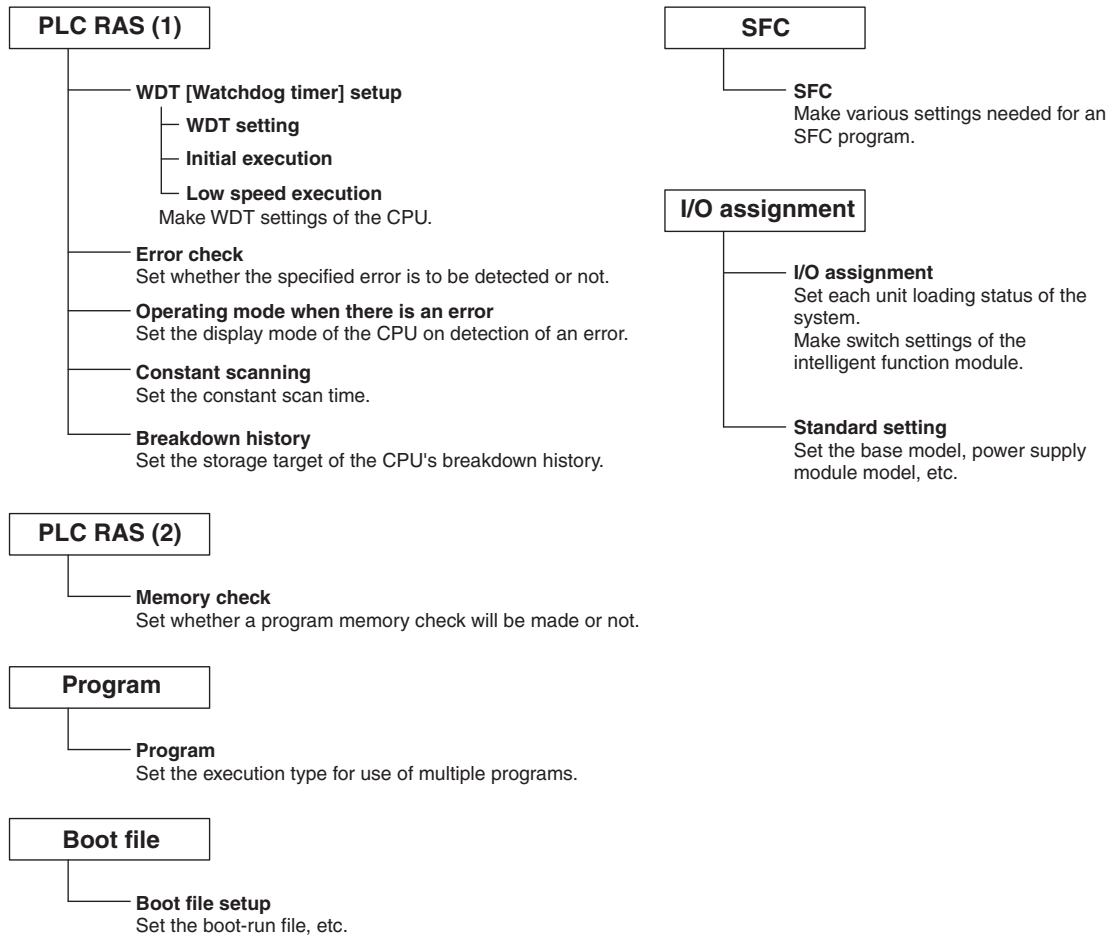 PLC RAS (1)
WDT [Watchdog timer] setup
WDT setting
Initial execution
Low speed execution
Make WDT settings of the CPU.
Error check
Set whether the specified error is to be detected or not.
Operating mode when there is an error
Set the display mode of the CPU on detection of an error.
Constant scanning
Set the constant scan time.
Breakdown history
Set the storage target of the CPU's breakdown history.
PLC RAS (2)
Memory check
Set whether a program memory check will be made or not.
Program
Program
Set the execution type for use of multiple programs.
Boot file
Boot file setup
Set the boot-run file, etc.
SFC
SFC
Make various settings needed for an
SFC program.
I/O assignment
I/O assignment
Set each unit loading status of the
system.
Make switch settings of the
intelligent function module.
Standard setting
Set the base model, power supply
module model, etc.